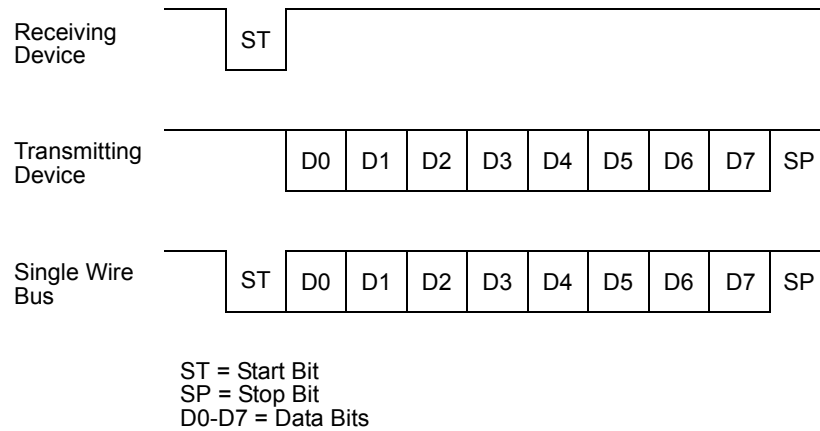 Receiving
Device
ST
Transmitting
Device
D0 D1 D2 D3 D4 D5 D6 D7 SP
Single Wire
Bus
ST D0 D1 D2 D3 D4 D5 D6 D7 SP
ST = Start Bit
SP = Stop Bit
D0-D7 = Data Bits